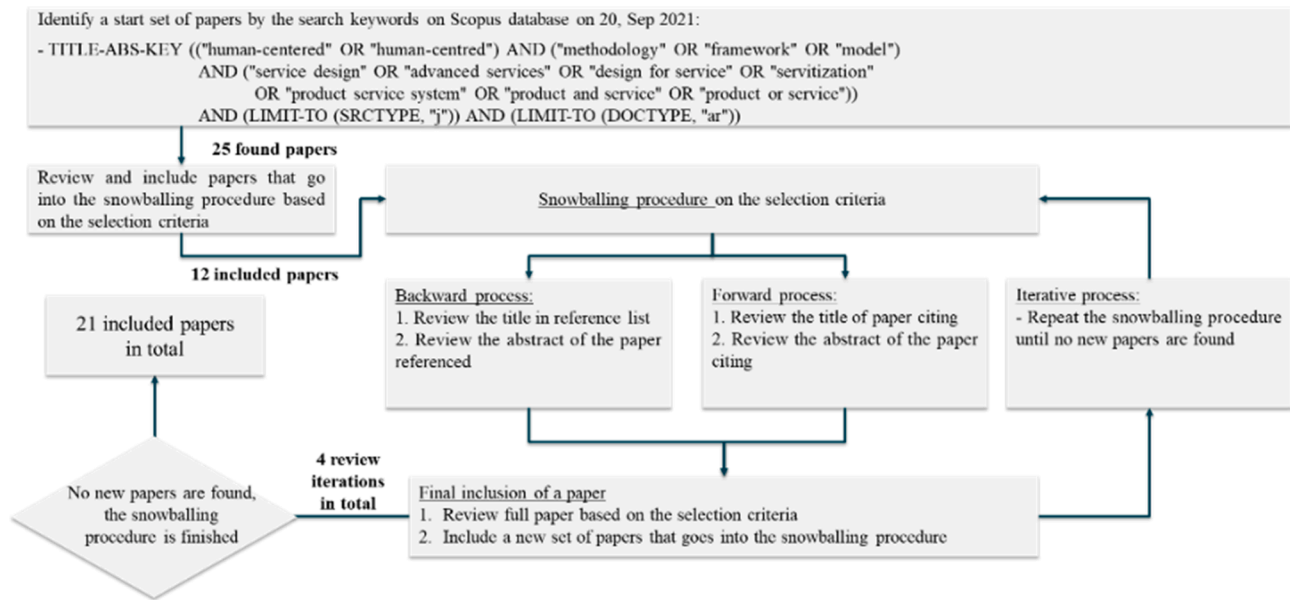 Identify a start set of papers by the search keywords on Scopus database on 20, Sep 2021:
- TITLE-ABS-KEY (("human-centered" OR "human-centred") AND ("methodology" OR "framework" OR "model")
AND ("service design" OR "advanced services" OR "design for service" OR "servitization"
OR "product service system" OR "product and service" OR "product or service"))
AND (LIMIT-TO (SRCTYPE, "j")) AND (LIMIT-TO (DOCTYPE, "ar"))
25 found papers
Review and include papers that go
into the snowballing procedure based
on the selection criteria
12 included papers
Snowballing procedure on the selection criteria
Backward process:
1. Review the title in reference list
2. Review the abstract of the paper
referenced
Forward process:
1. Review the title of paper citing
2. Review the abstract of the paper
citing
Iterative process:
- Repeat the snowballing procedure
until no new papers are found
Final inclusion of a paper
1. Review full paper based on the selection criteria
2. Include a new set of papers that goes into the snowballing procedure
4 review
iterations
in total
No new papers are found,
the snowballing
procedure is finished
21 included papers
in total